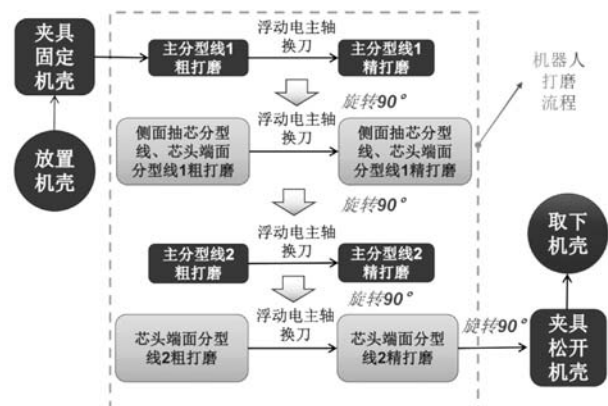 夹具
固定
机壳
放置
机壳
主分型线1
粗打磨
浮动电主轴
换刀
主分型线1
精打磨
旋转90°
侧面抽芯分型
线、芯头端面
分型线1粗打磨
浮动电主轴
换刀
侧面抽芯分型
线、芯头端面
分型线1精打磨
旋转90°
主分型线2
粗打磨
浮动电主轴
换刀
主分型线2
精打磨
旋转90°
芯头端面分型
线2粗打磨
浮动电主轴
换刀
芯头端面分型
线2精打磨
旋转90°
机器人
打磨
流程
取下
机壳
夹具
松开
机壳